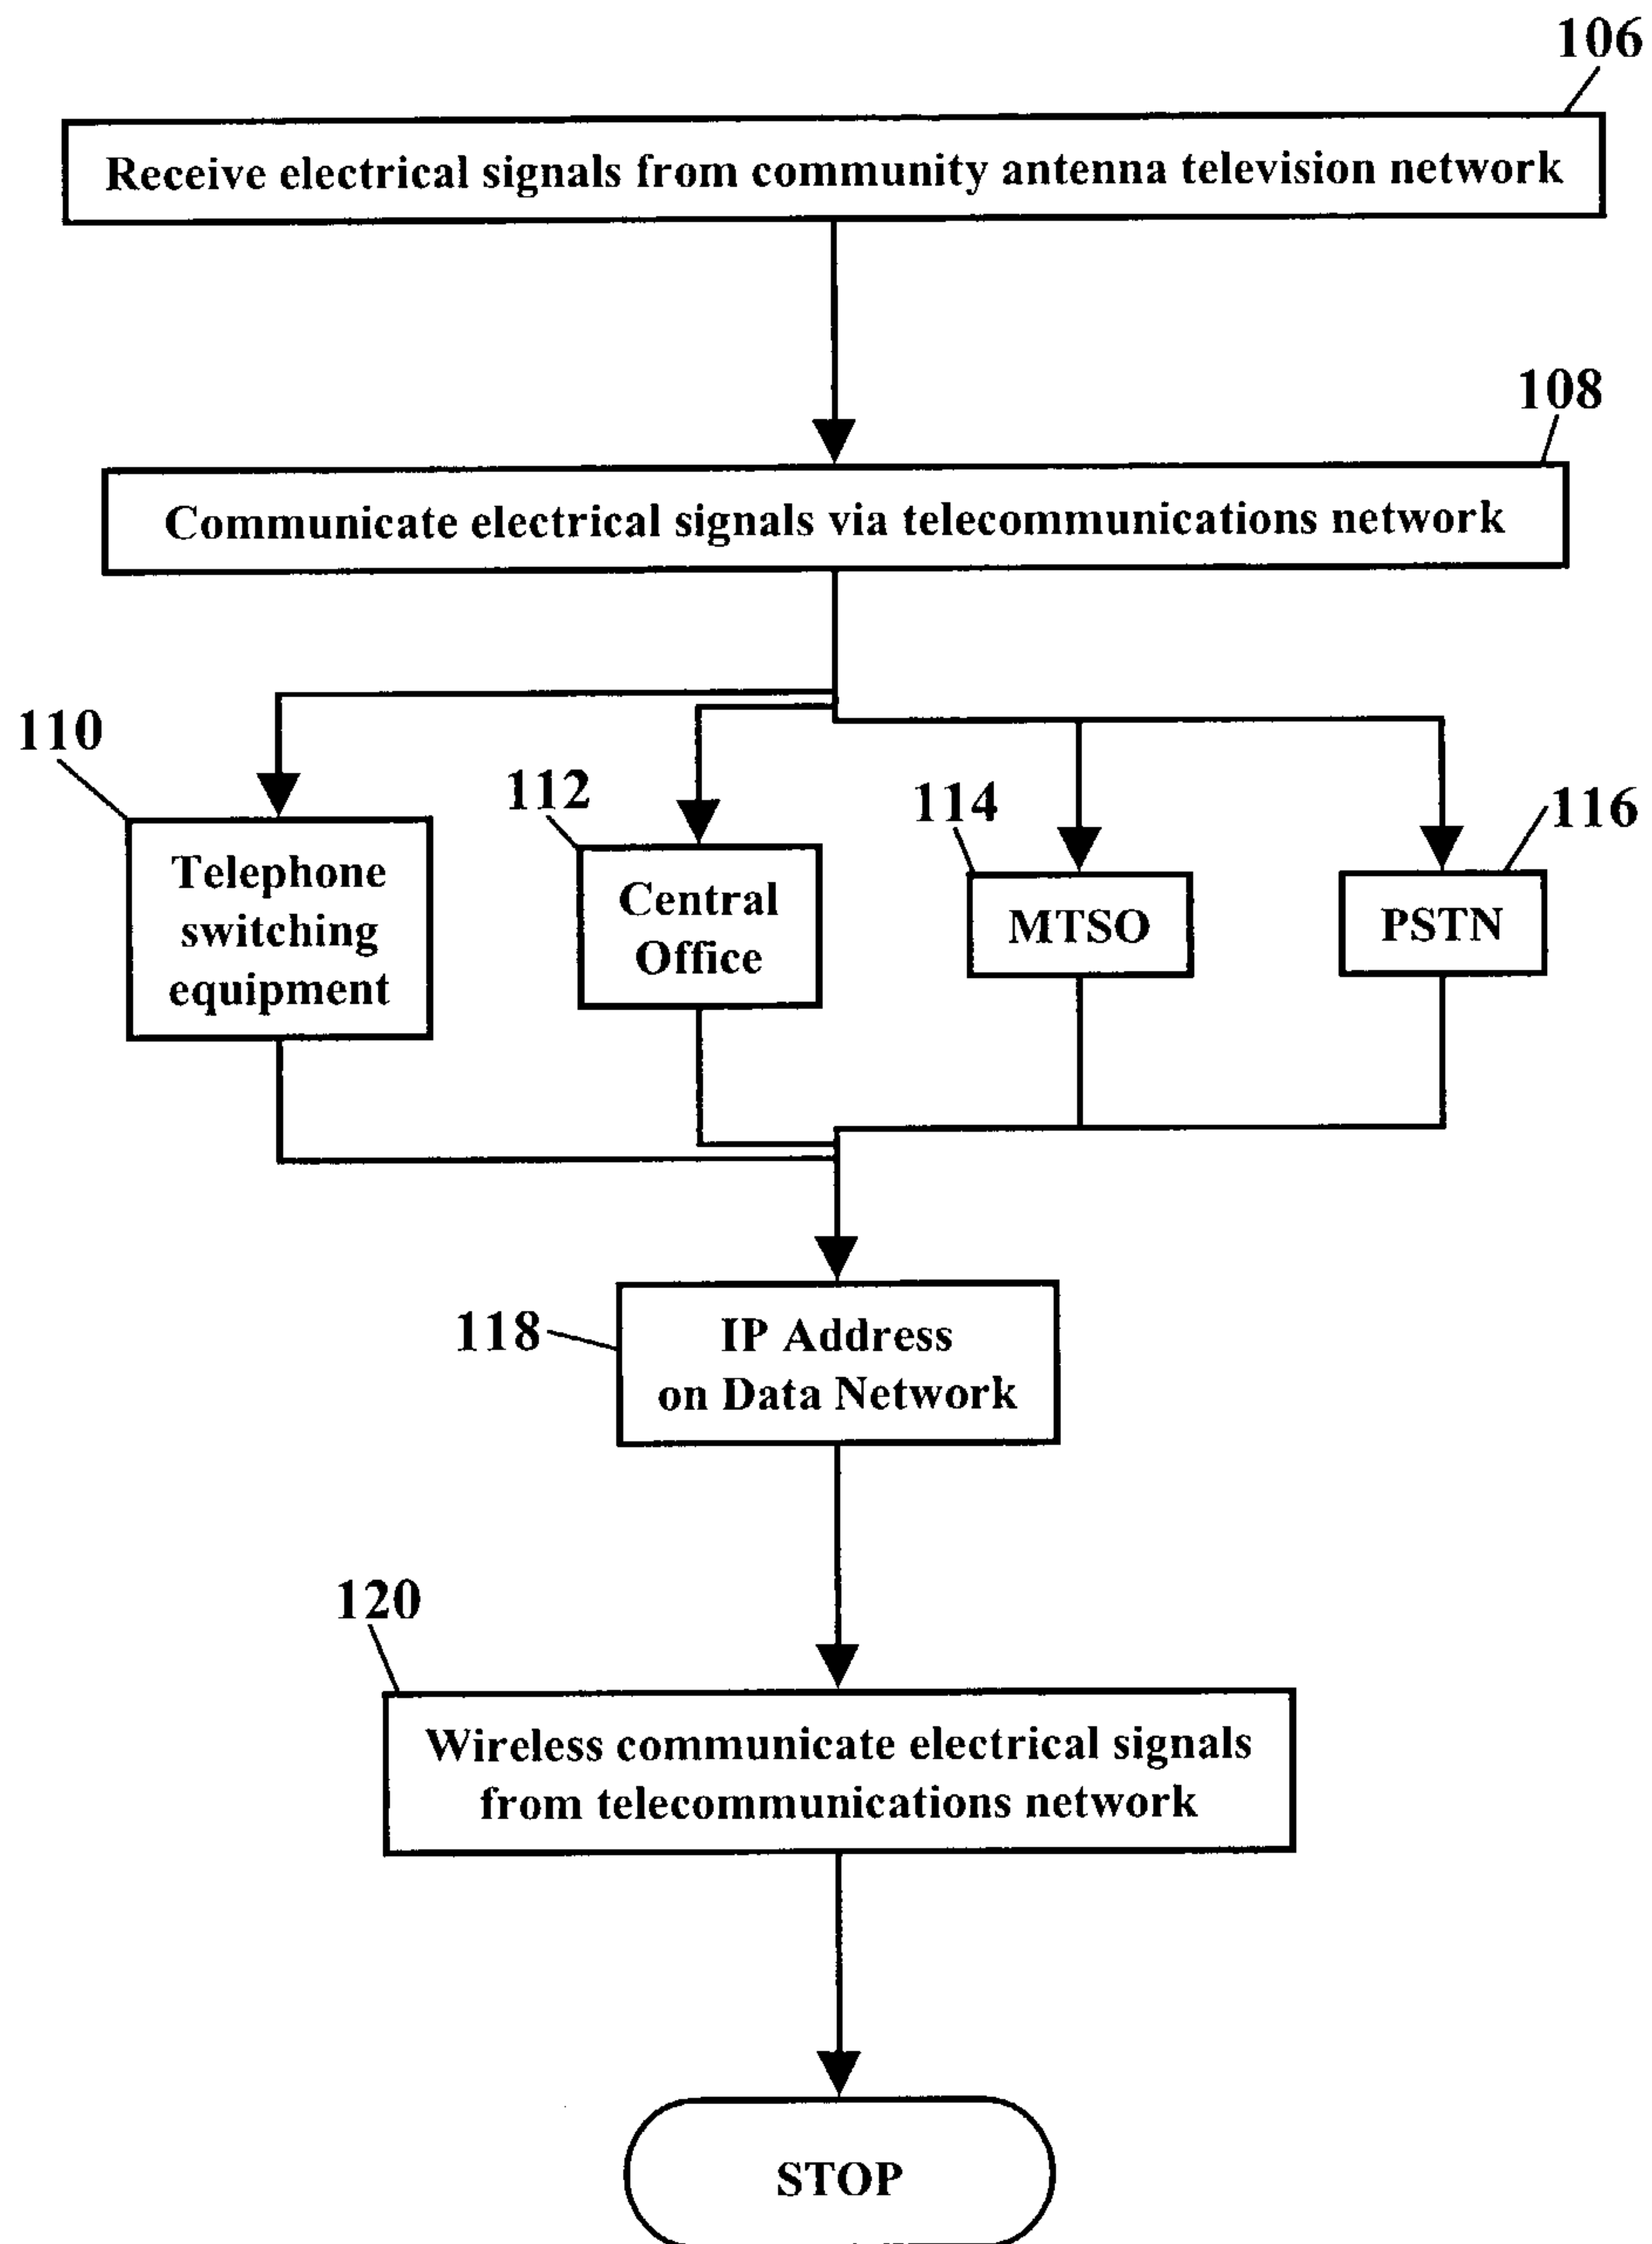 106
Receive electrical signals from community antenna television network
108
Communicate electrical signals via telecommunications network
110
Telephone
switching
equipment
112
Central
Office
114
MTSO
116
PSTN
118
IP Address
on Data Network
120
Wireless communicate electrical signals
from telecommunications network
STOP